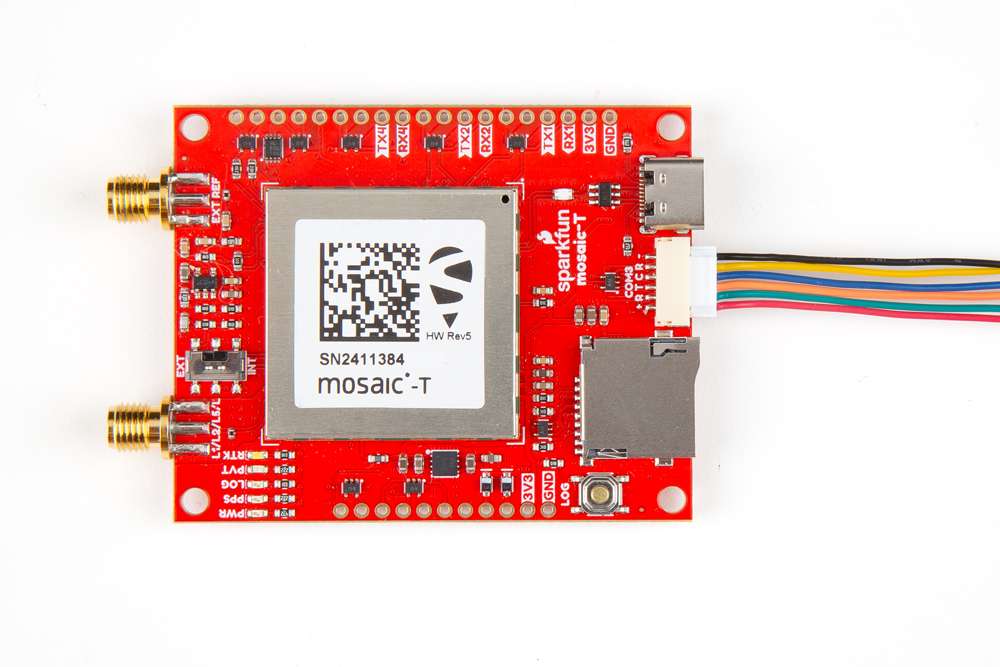 TX4
RX4
TX2
RX2
TX1
RX1
3V3
GND
EXT REF
sparkfun
mosaic-T
COM3
+RTCR-
HW Rev5
SN2411384
mosaic-T
EXT
INT
L1/L2/L5/L
RTK
PVT
LOG
PPS
PWR
3V3
GND
LOG